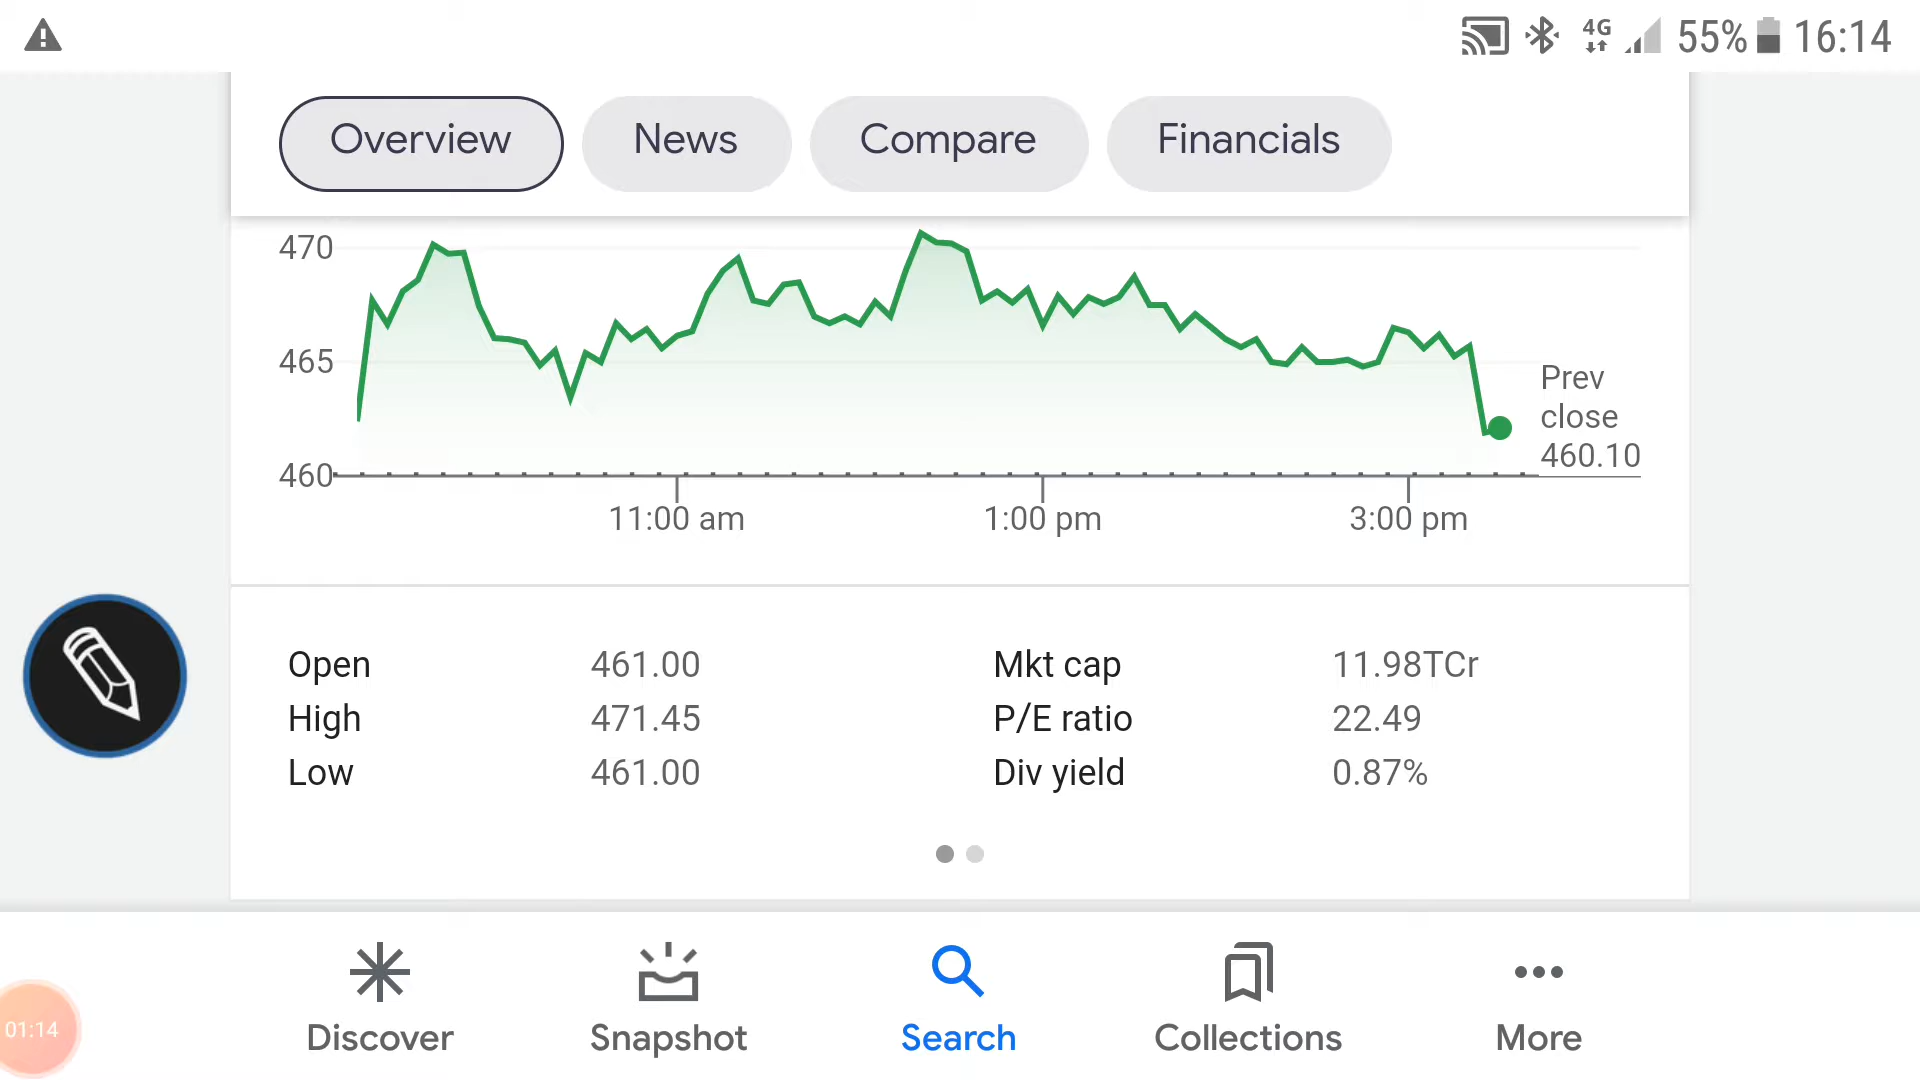 4G 55% 16:14
Overview News Compare Financials
470
465
460
Prev
close
460.10
11:00 am 1:00 pm 3:00 pm
Open 461.00 Mkt cap 11.98TCr
High 471.45 P/E ratio 22.49
Low 461.00 Div yield 0.87%
01:14
Discover Snapshot Search Collections More